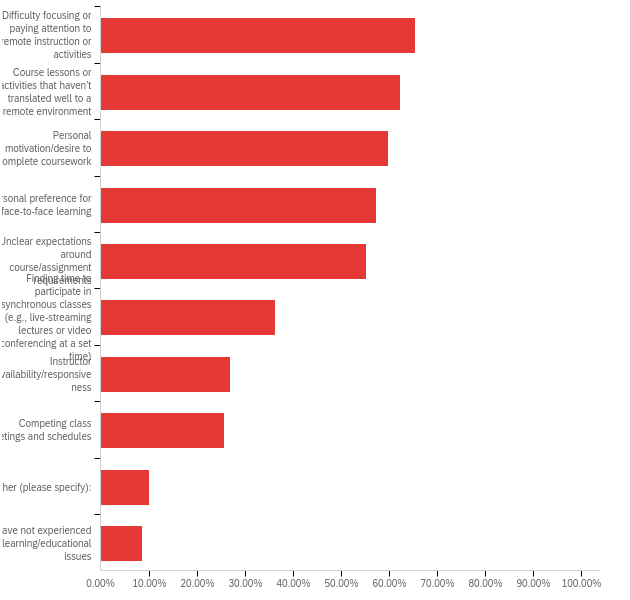 Difficulty focusing or
paying attention to
remote instruction or
activities
Course lessons or
activities that haven't
translated well to a
remote environment
Personal
motivation/desire to
omplete coursework
rsonal preference for
face-to-face learning
Unclear expectations
around
course/assignment
requirements
Finding time to
participate in
synchronous classes
(e.g., live-streaming
lectures or video
conferencing at a set
time)
Instructor
vailability/responsive
ness
Competing class
etings and schedules
her (please specify):
ave not experienced
learning/educational
issues
0.00% 10.00% 20.00% 30.00% 40.00% 50.00% 60.00% 70.00% 80.00% 90.00% 100.00%